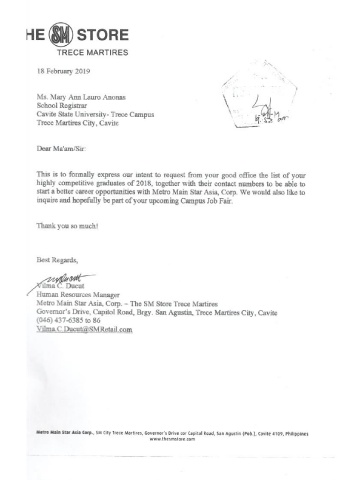 HE SM STORE
TRECE MARTIRES
18 February 2019
Ms. Mary Ann Lauro Anonas
School Registrar
Cavite State University- Trece Campus
Trece Martires City, Cavite
Dear Ma'am/Sir:
This is to formally express our intent to request from your good office the list of your
highly competitive graduates of 2018, together with their contact numbers to be able to
start a better career opportunities with Metro Main Star Asia, Corp. We would also like to
inquire and hopefully be part of your upcoming Campus Job Fair.
Thank you so much!
Best Regards,
Vilma C. Ducut
Human Resources Manager
Metro Main Star Asia, Corp. – The SM Store Trece Martires
Governor's Drive, Capitol Road, Brgy. San Agustin, Trece Martires City, Cavite
(046) 437-6385 to 86
Vilma.C.Ducut@SMRetail.com
Metro Main Star Asia Corp., SM City Trece Martires, Governor's Drive cor Capitol Road, San Agustin (Pob.), Cavite 4109, Philippines
www.thesmstore.com